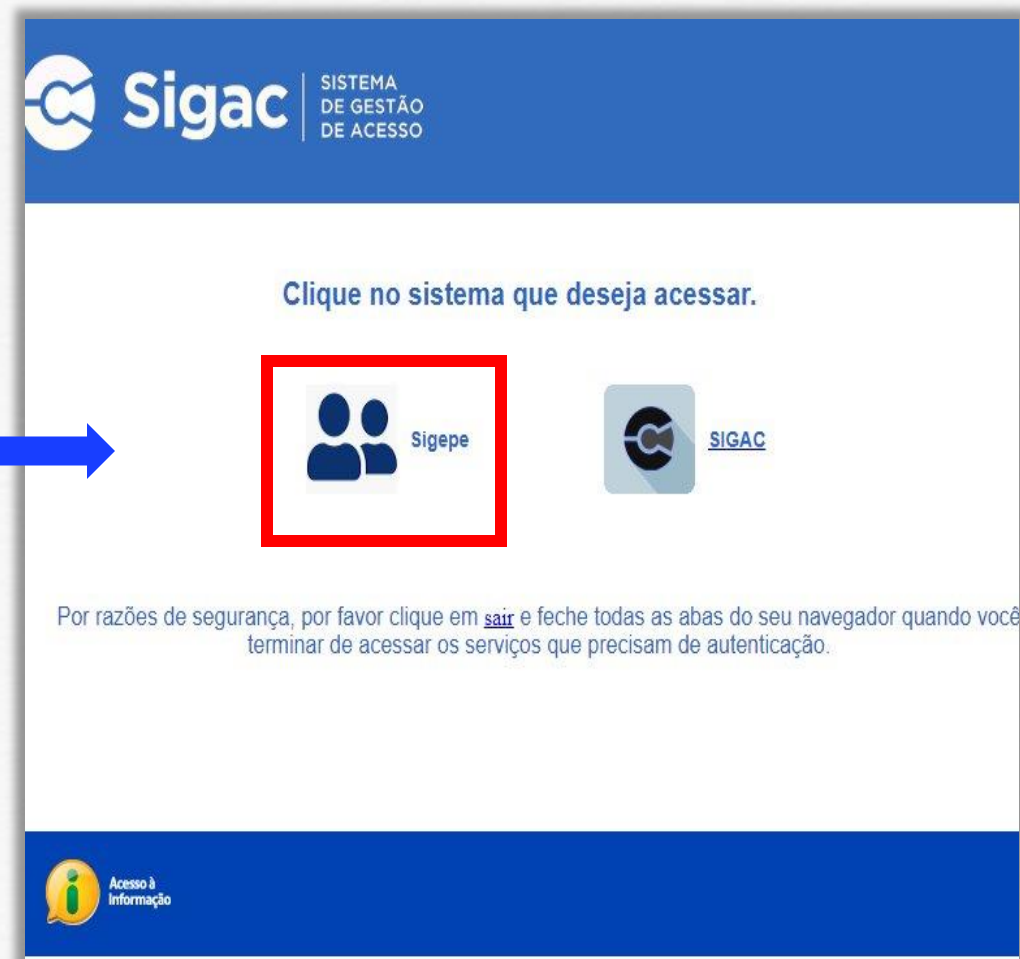 Sigac
SISTEMA
DE GESTÃO
DE ACESSO
Clique no sistema que deseja acessar.
Sigepe
SIGAC
Por razões de segurança, por favor clique em sair e feche todas as abas do seu navegador quando você
terminar de acessar os serviços que precisam de autenticação.
Acesso à
Informação